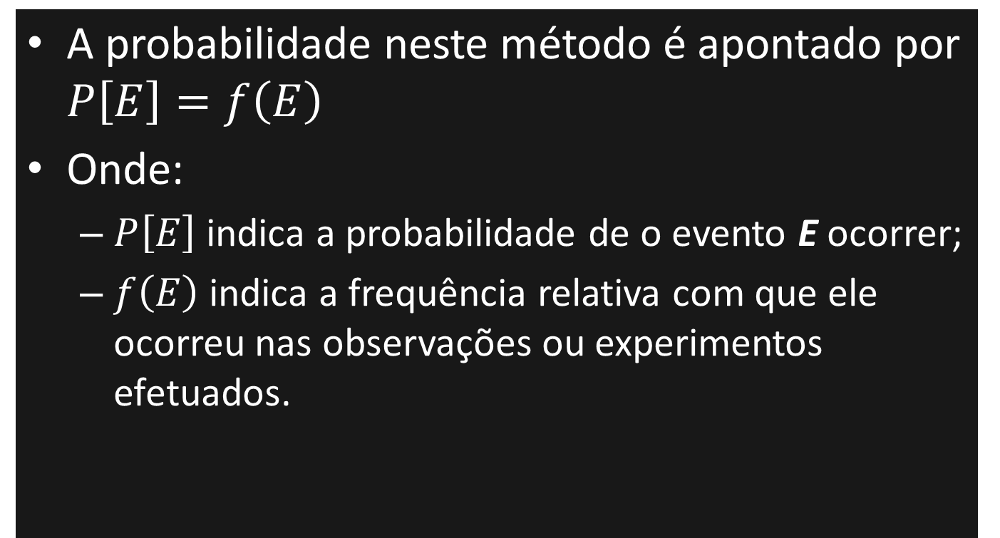 • A probabilidade neste método é apontado por
P[E] = f(E)
• Onde:
– P[E] indica a probabilidade de o evento E ocorrer;
– f(E) indica a frequência relativa com que ele
ocorreu nas observações ou experimentos
efetuados.